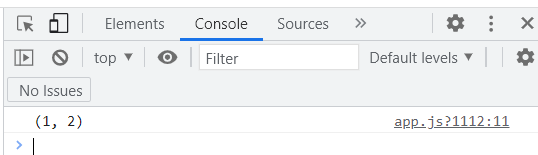 Elements Console Sources »
top ▼ Filter Default levels ▼
No Issues
(1, 2) app.js?1112:11
>